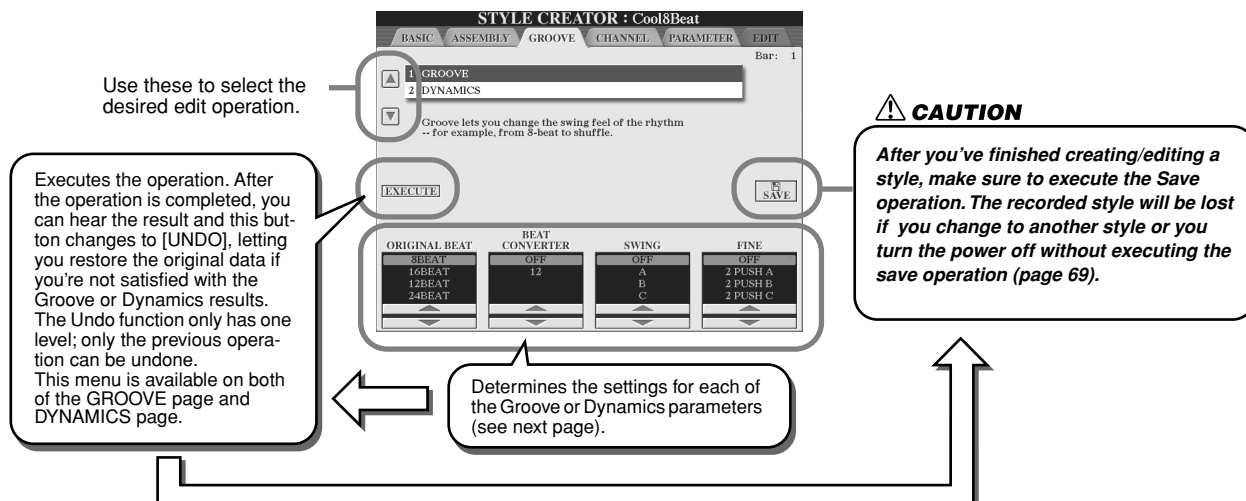 STYLE CREATOR : Cool8Beat
BASIC ASSEMBLY GROOVE CHANNEL PARAMETER EDIT
Bar: 1
1 GROOVE
2 DYNAMICS
Groove lets you change the swing feel of the rhythm
-- for example, from 8-beat to shuffle.
EXECUTE
SAVE
ORIGINAL BEAT
8BEAT
16BEAT
12BEAT
24BEAT
BEAT
CONVERTER
OFF
12
SWING
OFF
A
B
C
FINE
OFF
2 PUSH A
2 PUSH B
2 PUSH C
Use these to select the
desired edit operation.
Executes the operation. After
the operation is completed, you
can hear the result and this but-
ton changes to [UNDO], letting
you restore the original data if
you're not satisfied with the
Groove or Dynamics results.
The Undo function only has one
level; only the previous opera-
tion can be undone.
This menu is available on both
of the GROOVE page and
DYNAMICS page.
Determines the settings for each of
the Groove or Dynamics parameters
(see next page).
CAUTION
After you've finished creating/editing a
style, make sure to execute the Save
operation. The recorded style will be lost
if you change to another style or you
turn the power off without executing the
save operation (page 69).